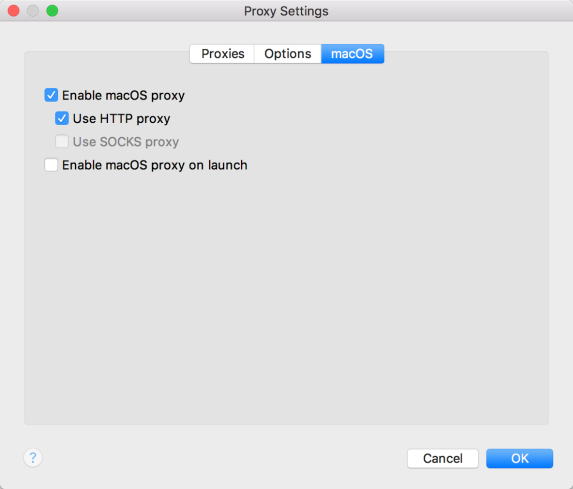 Proxy Settings
Proxies Options macOS
Enable macOS proxy
Use HTTP proxy
Use SOCKS proxy
Enable macOS proxy on launch
? Cancel OK